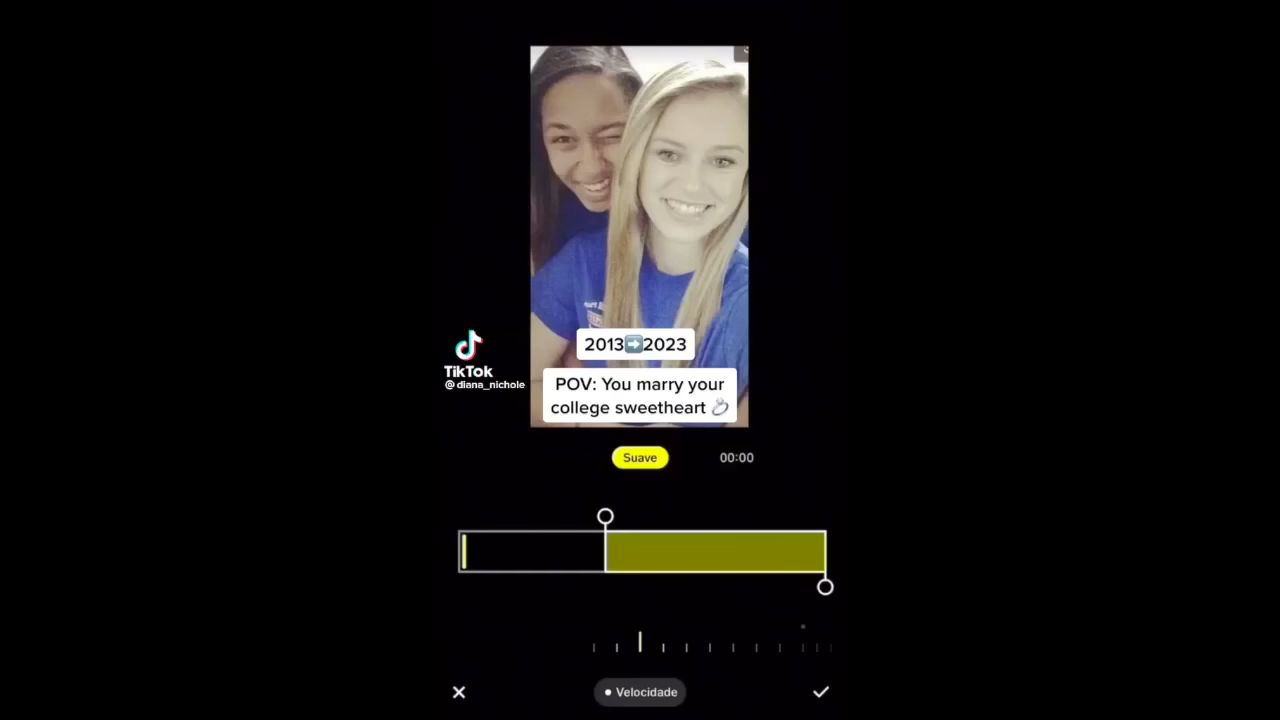 2013➡️2023
POV: You marry your
college sweetheart 💍
TikTok
@diana_nichole
Suave
00:00
Velocidade